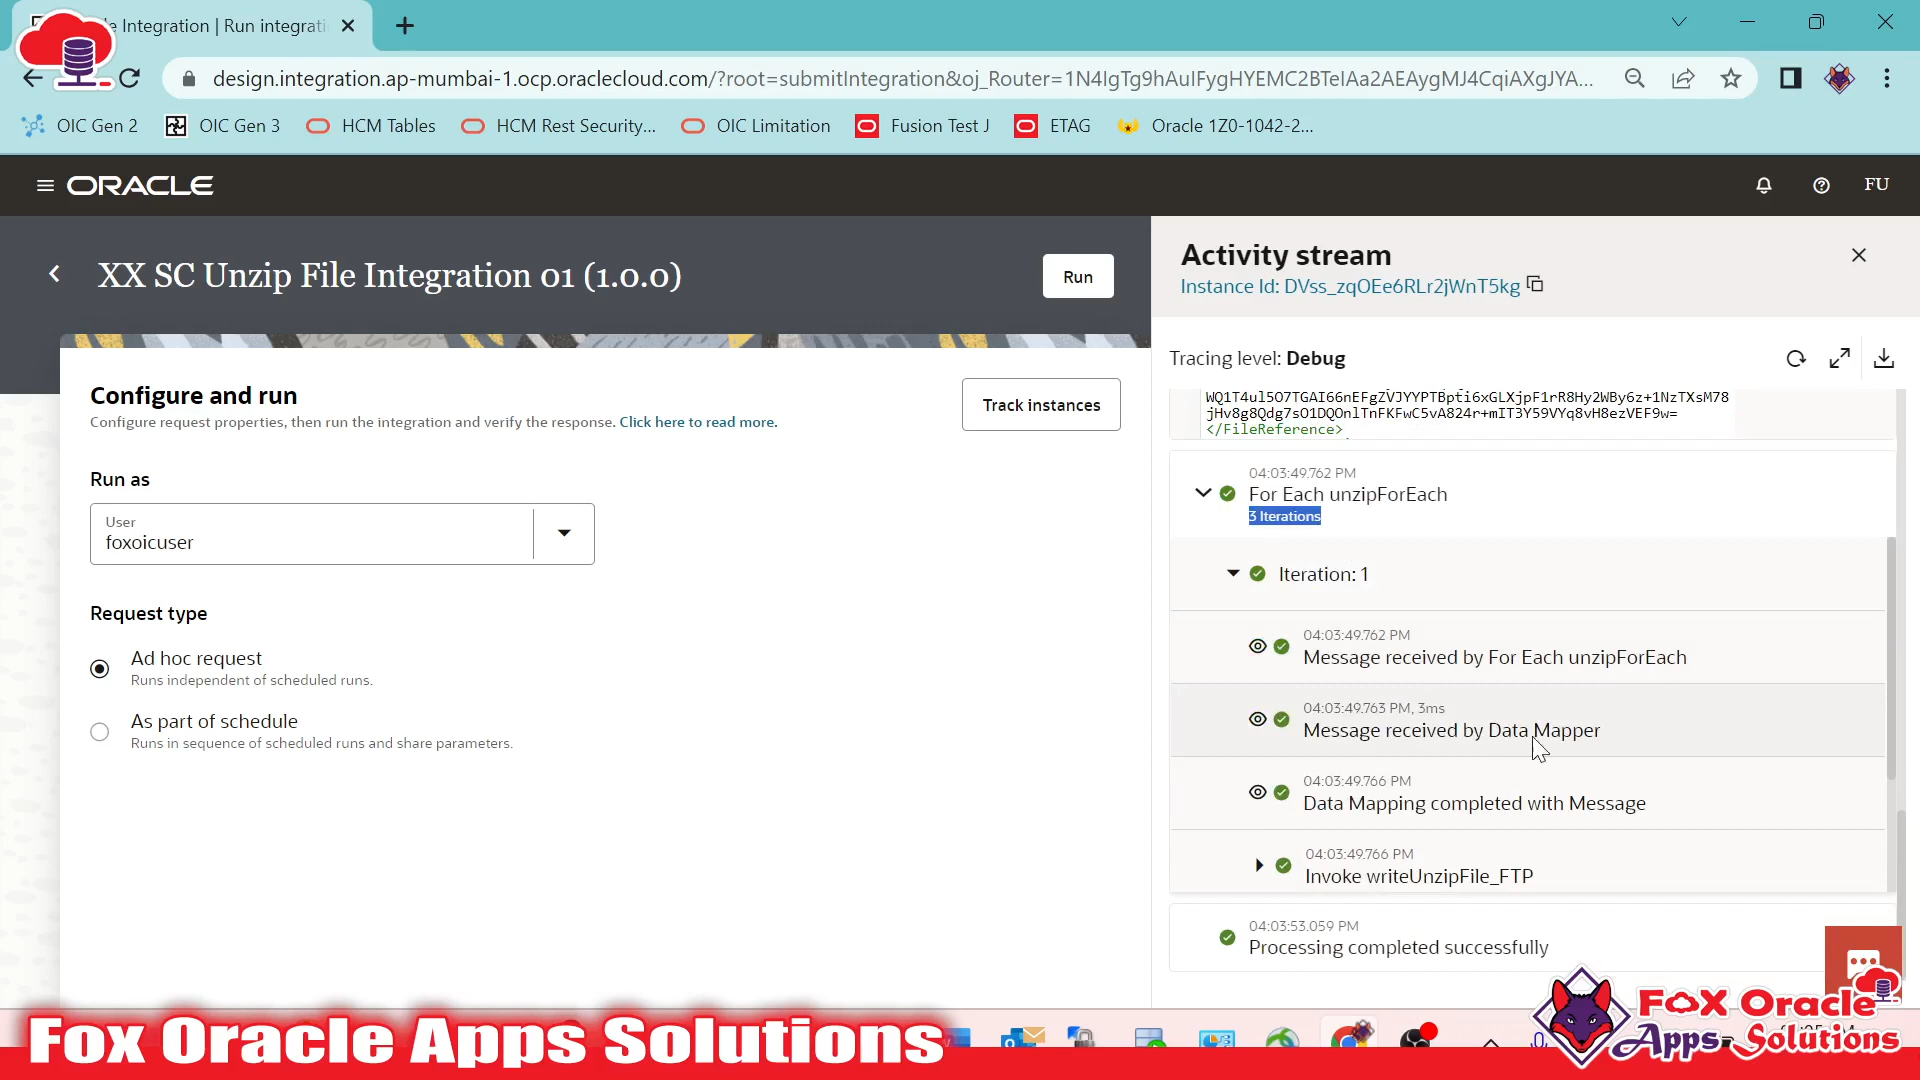 e Integration | Run integrati
design.integration.ap-mumbai-1.ocp.oraclecloud.com/?root=submitIntegration&oj_Router=1N4IgTg9hAuIFygHYEMC2BTeIAa2AEAygMJ4CqiAXgJYA...
OIC Gen 2
OIC Gen 3
HCM Tables
HCM Rest Security...
OIC Limitation
Fusion Test J
ETAG
Oracle 1Z0-1042-2...
ORACLE
FU
XX SC Unzip File Integration 01 (1.0.0)
Run
Configure and run
Configure request properties, then run the integration and verify the response. Click here to read more.
Track instances
Run as
User
foxoicuser
Request type
Ad hoc request
Runs independent of scheduled runs.
As part of schedule
Runs in sequence of scheduled runs and share parameters.
Activity stream
Instance Id: DVss_zqOEe6RLr2jWnT5kg
Tracing level: Debug
WQ1T4ul5O7TGAI66nEFgZVJYYPTBpti6xGLXjpF1rR8Hy2WBy6z+1NzTXsM78
jHv8g8Qdg7sO1DQOnlTnFKFwC5vA824r+mIT3Y59VYq8vH8ezVEF9w=
</FileReference>
04:03:49.762 PM
For Each unzipForEach
3 Iterations
Iteration: 1
04:03:49.762 PM
Message received by For Each unzipForEach
04:03:49.763 PM, 3ms
Message received by Data Mapper
04:03:49.766 PM
Data Mapping completed with Message
04:03:49.766 PM
Invoke writeUnzipFile_FTP
04:03:53.059 PM
Processing completed successfully
Fox Oracle Apps Solutions
Fox Oracle
Apps Solutions